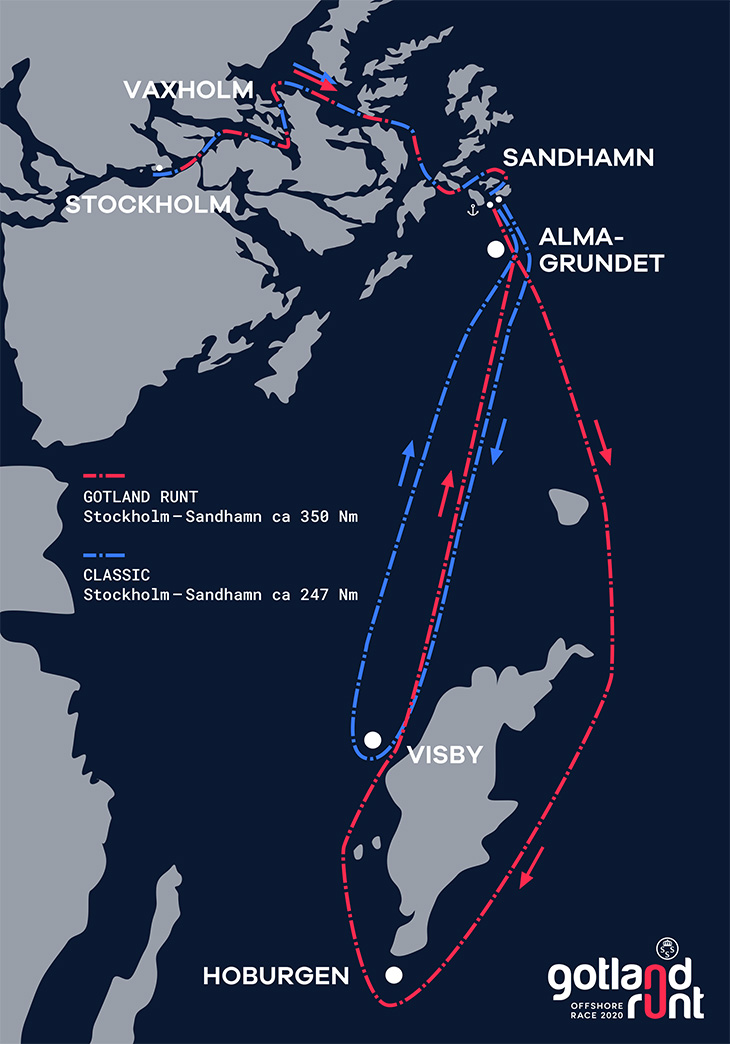 VAXHOLM
SANDHAMN
STOCKHOLM
ALMA-
GRUNDET
GOTLAND RUNT
Stockholm–Sandhamn ca 350 Nm
CLASSIC
Stockholm–Sandhamn ca 247 Nm
VISBY
HOBURGEN
SSS
gotland
OFFSHORE
RACE 2020
runt